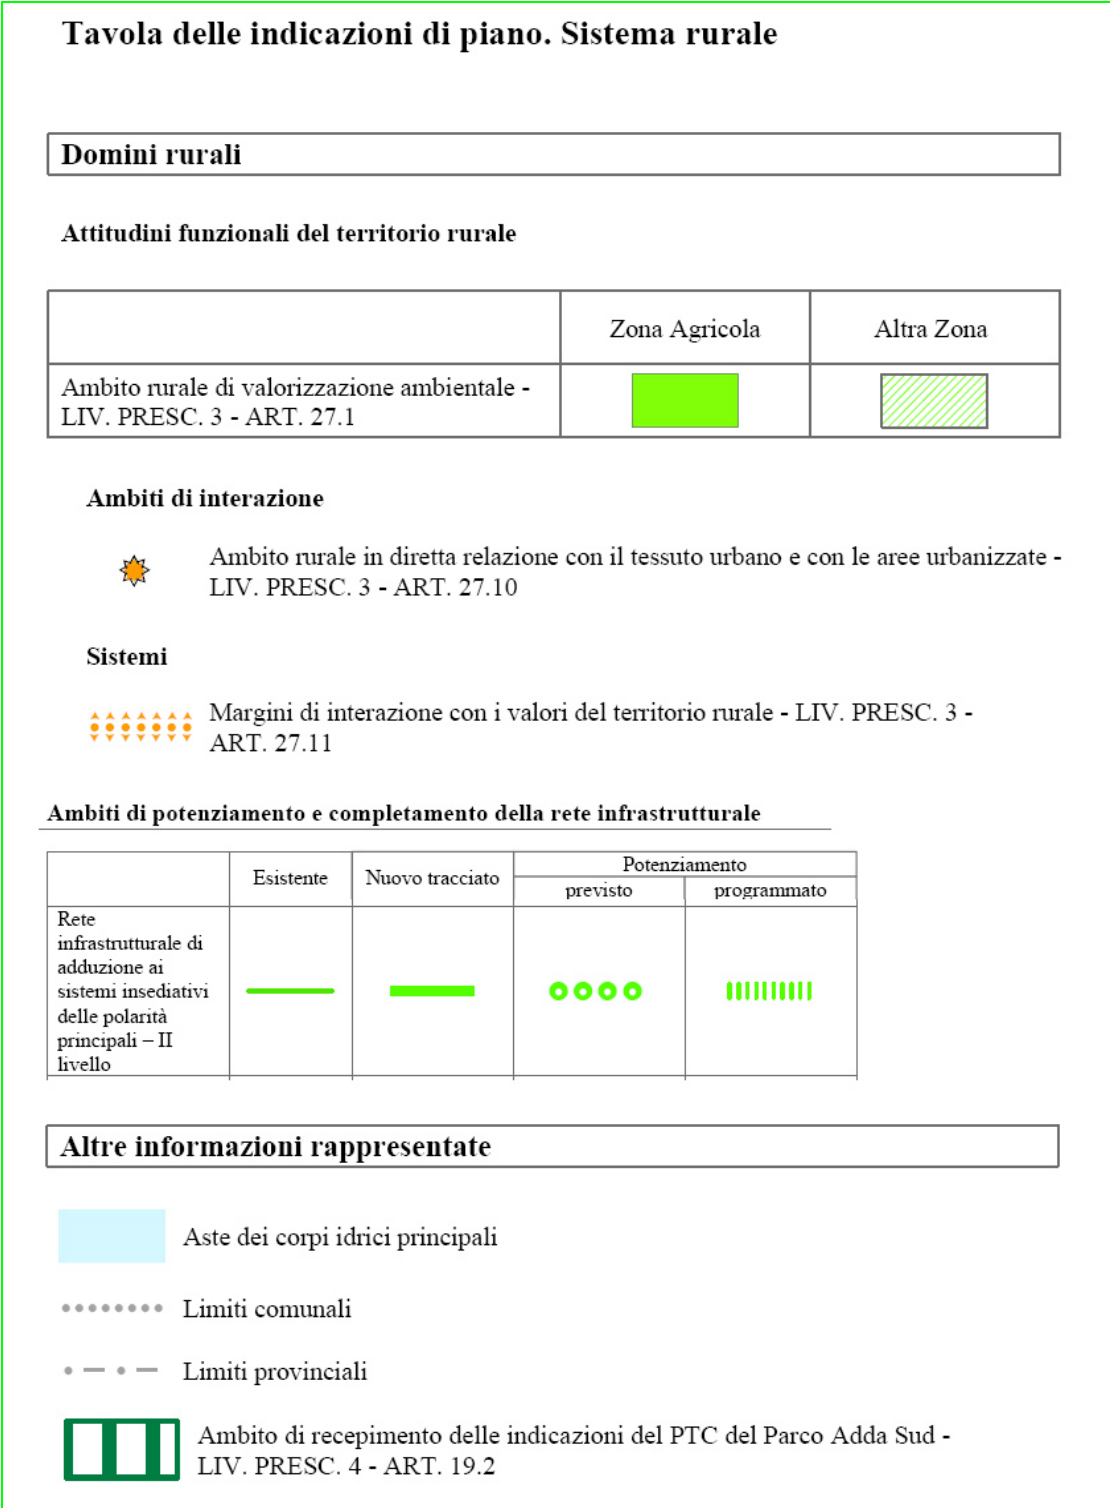 Tavola delle indicazioni di piano. Sistema rurale
Domini rurali
Attitudini funzionali del territorio rurale
Zona Agricola
Altra Zona
Ambito rurale di valorizzazione ambientale -
LIV. PRESC. 3 - ART. 27.1
Ambiti di interazione
Ambito rurale in diretta relazione con il tessuto urbano e con le aree urbanizzate -
LIV. PRESC. 3 - ART. 27.10
Sistemi
Margini di interazione con i valori del territorio rurale - LIV. PRESC. 3 -
ART. 27.11
Ambiti di potenziamento e completamento della rete infrastrutturale
Esistente
Nuovo tracciato
Potenziamento
previsto
programmato
Rete
infrastrutturale di
adduzione ai
sistemi insediativi
delle polarità
principali – II
livello
Altre informazioni rappresentate
Aste dei corpi idrici principali
Limiti comunali
Limiti provinciali
Ambito di recepimento delle indicazioni del PTC del Parco Adda Sud -
LIV. PRESC. 4 - ART. 19.2